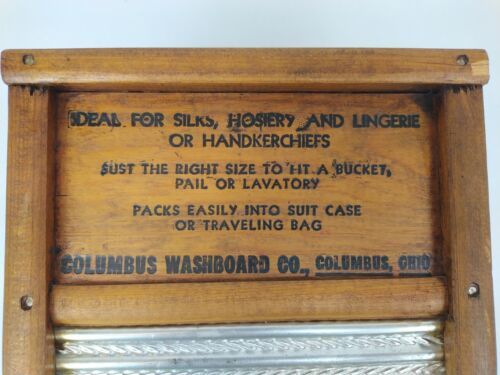 IDEAL FOR SILKS, HOSIERY AND LINGERIE
OR HANDKERCHIEFS
JUST THE RIGHT SIZE TO FIT A BUCKET,
PAIL OR LAVATORY
PACKS EASILY INTO SUIT CASE
OR TRAVELING BAG
COLUMBUS WASHBOARD CO., COLUMBUS, OHIO